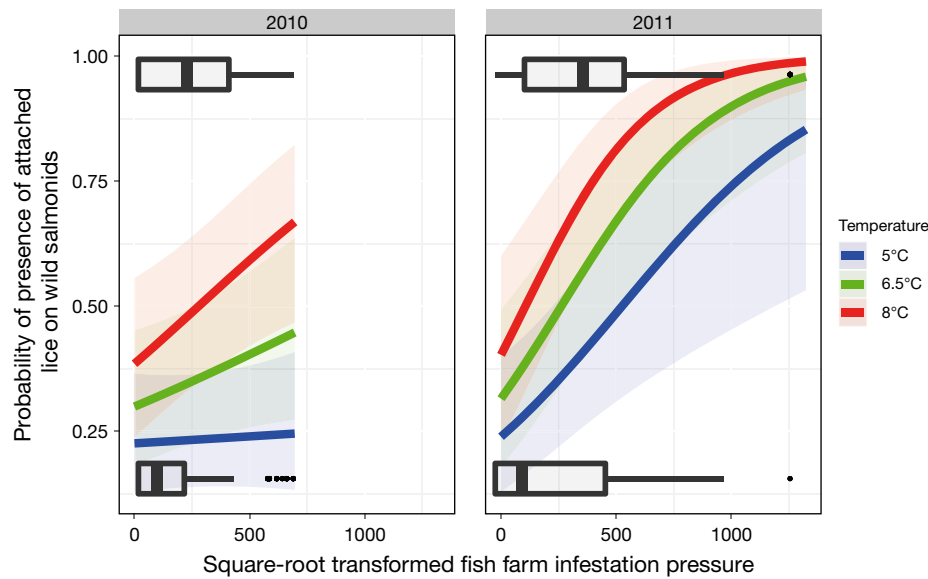 2010
2011
Probability of presence of attached
lice on wild salmonids
1.00
0.75
0.50
0.25
0
500
1000
0
500
1000
Square-root transformed fish farm infestation pressure
Temperature
5°C
6.5°C
8°C